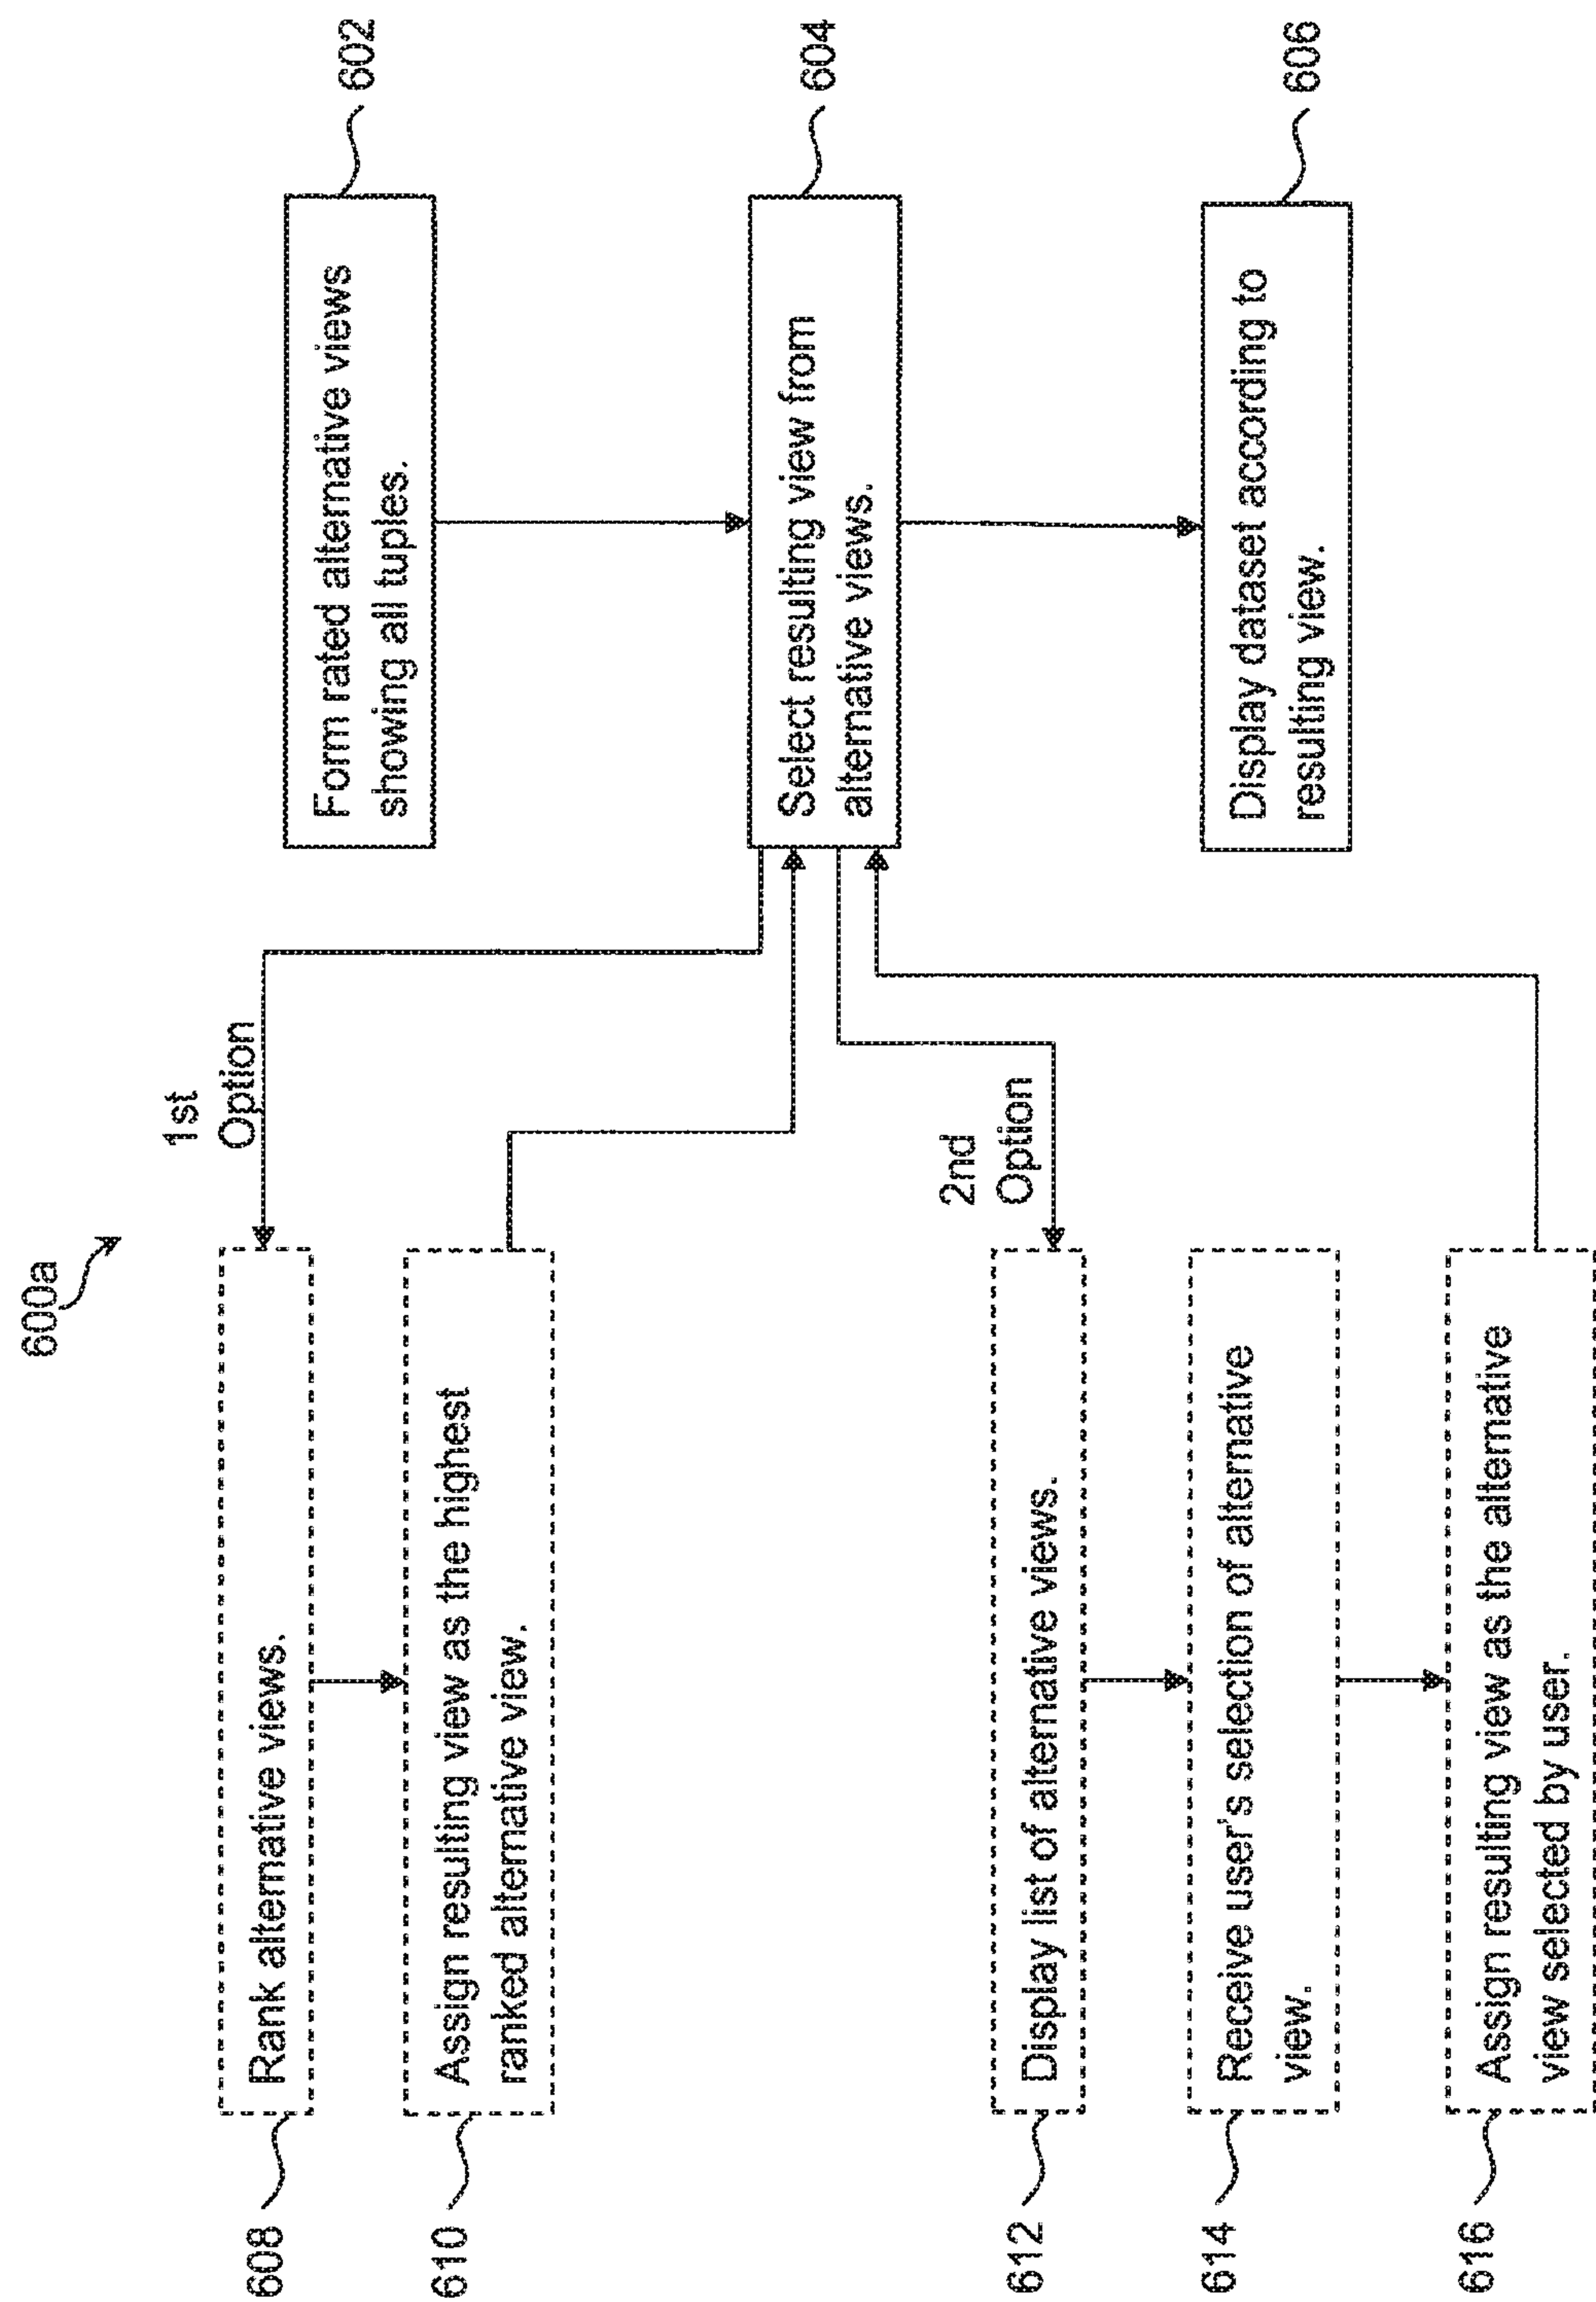 600a
1st
Option
2nd
Option
608
Rank alternative views.
610
Assign resulting view as the highest
ranked alternative view.
612
Display list of alternative views.
614
Receive user's selection of alternative
view.
616
Assign resulting view as the alternative
view selected by user.
Form rated alternative views
showing all tuples.
602
Select resulting view from
alternative views.
604
Display dataset according to
resulting view.
606